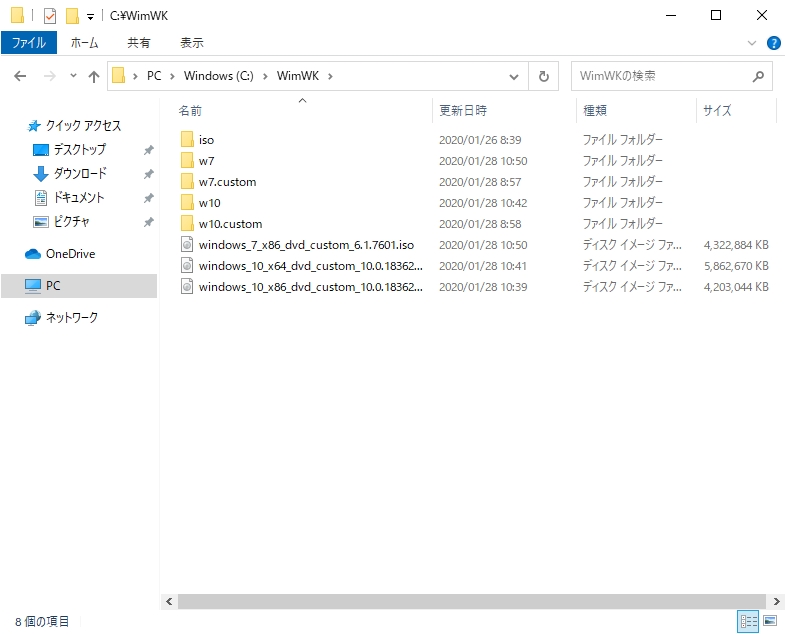 C:¥WimWK
ファイル ホーム 共有 表示
PC Windows (C:) WimWK WimWKの検索
名前 更新日時 種類 サイズ
クイック アクセス
デスクトップ
ダウンロード
ドキュメント
ピクチャ
OneDrive
PC
ネットワーク
iso 2020/01/26 8:39 ファイル フォルダー
w7 2020/01/28 10:50 ファイル フォルダー
w7.custom 2020/01/28 8:57 ファイル フォルダー
w10 2020/01/28 10:42 ファイル フォルダー
w10.custom 2020/01/28 8:58 ファイル フォルダー
windows_7_x86_dvd_custom_6.1.7601.iso 2020/01/28 10:50 ディスク イメージ ファ... 4,322,884 KB
windows_10_x64_dvd_custom_10.0.18362... 2020/01/28 10:41 ディスク イメージ ファ... 5,862,670 KB
windows_10_x86_dvd_custom_10.0.18362... 2020/01/28 10:39 ディスク イメージ ファ... 4,203,044 KB
8 個の項目